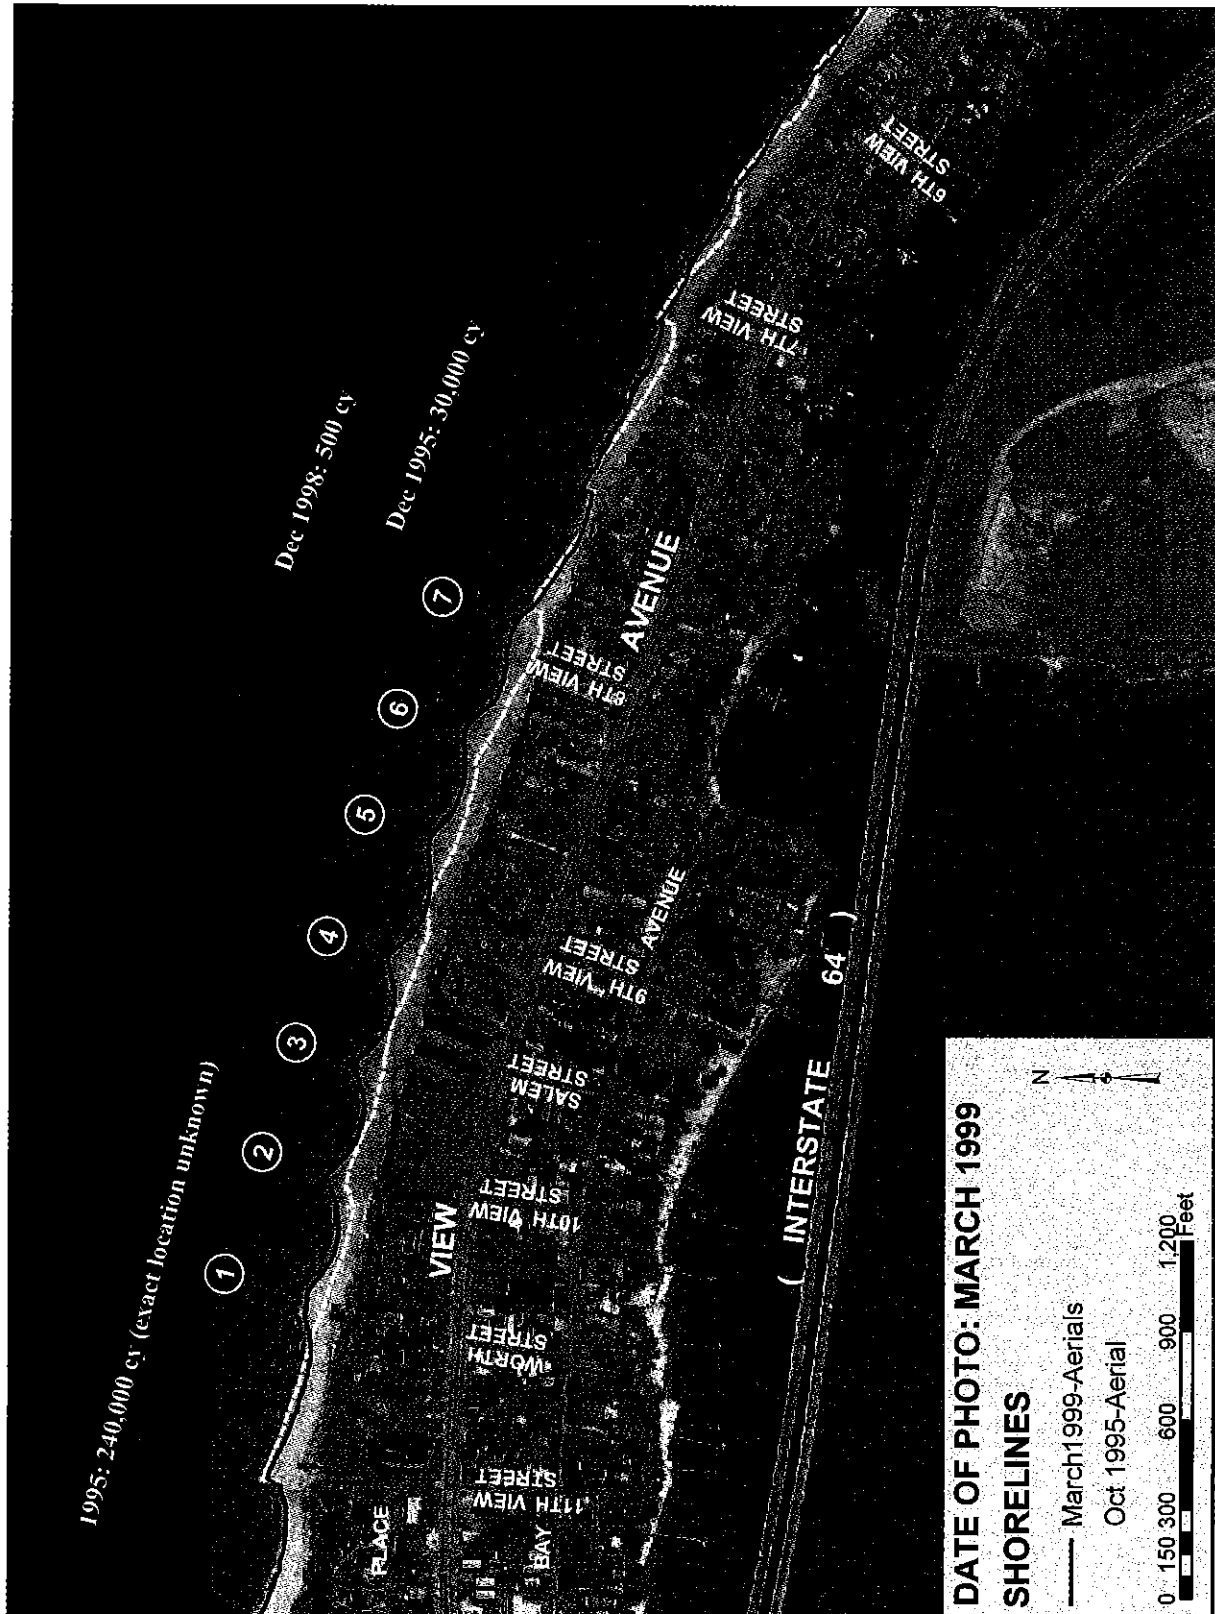 1995: 240,000 cy (exact location unknown)
Dec 1998: 500 cy
Dec 1995: 30,000 cy
1
2
3
4
5
6
7
PLACE
VIEW
AVENUE
BAY
AVENUE
11TH VIEW
STREET
WORTH
STREET
10TH VIEW
STREET
SALEM
STREET
9TH VIEW
STREET
8TH VIEW
STREET
7TH VIEW
STREET
6TH VIEW
STREET
( INTERSTATE 64 )
DATE OF PHOTO: MARCH 1999
SHORELINES
March1999-Aerials
Oct 1995-Aerial
N
0 150 300 600 900 1,200
Feet